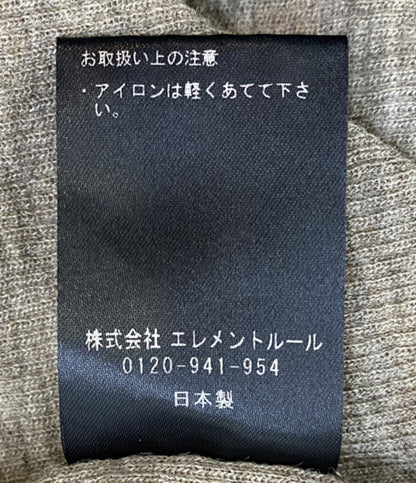 お取扱い上の注意
・アイロンは軽くあてて下さ
い。
株式会社 エレメントルール
0120-941-954
日本製